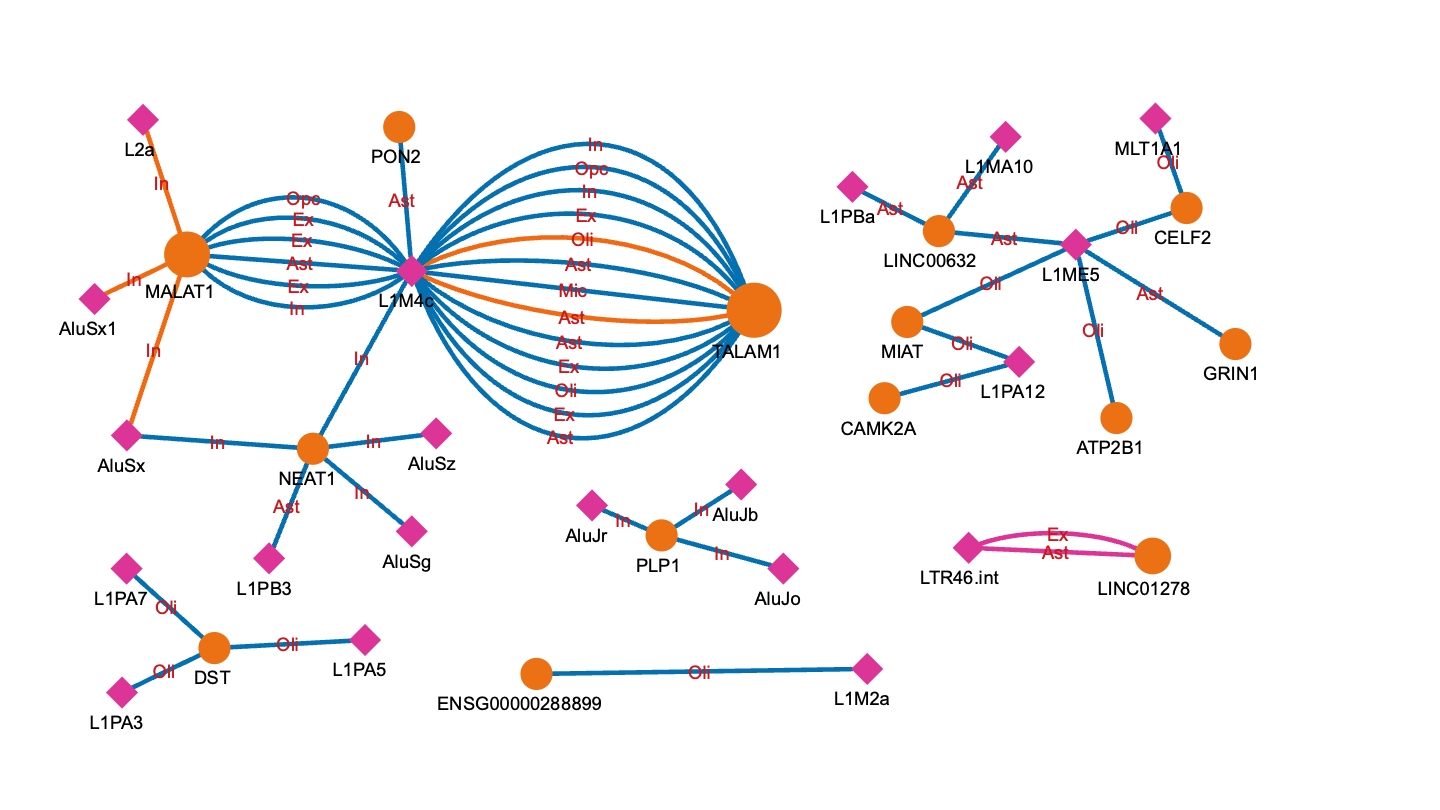 L2a
In
In
AluSx1
MALAT1
In
AluSx
Opc
Ex
Ex
Ast
Ex
In
PON2
Ast
L1M4c
In
Opc
In
Ex
Oli
Ast
Mic
Ast
Ast
Ex
Oli
Ex
Ast
TALAM1
In
In
NEAT1
In
AluSz
In
AluSg
Ast
L1PB3
L1MA10
Ast
L1PBa
Ast
LINC00632
Ast
L1ME5
MLT1A1
Oli
Oli
CELF2
Oli
MIAT
Oli
L1PA12
Oli
CAMK2A
Oli
ATP2B1
Ast
GRIN1
AluJr
In
PLP1
In
AluJb
In
AluJo
LTR46.int
Ex
Ast
LINC01278
L1PA7
Oli
DST
Oli
L1PA5
Oli
L1PA3
ENSG00000288899
Oli
L1M2a